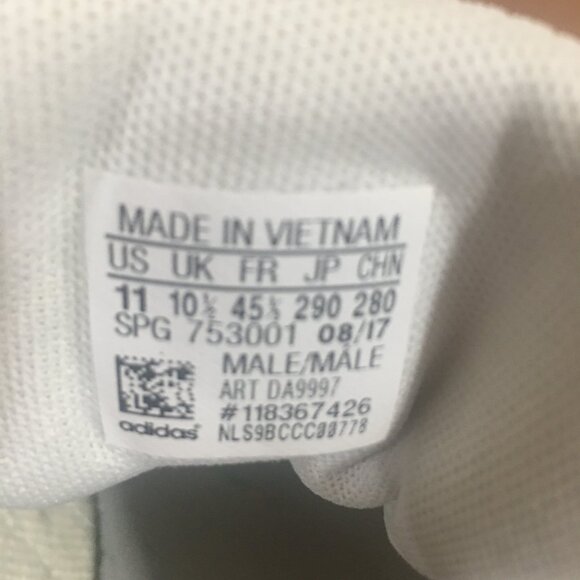 MADE IN VIETNAM
US UK FR JP CHN
11 10½ 45⅓ 290 280
SPG 753001 08/17
MALE/MÂLE
ART DA9997
#118367426
adidas® NLS9BCCC00778